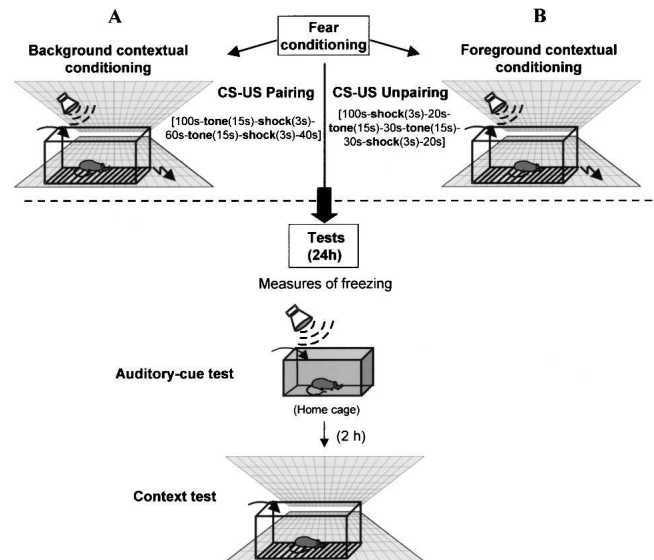 A
B
Fear
conditioning
Background contextual
conditioning
Foreground contextual
conditioning
CS-US Pairing
[100s-tone(15s)-shock(3s)-
60s-tone(15s)-shock(3s)-40s]
CS-US Unpairing
[100s-shock(3s)-20s-
tone(15s)-30s-tone(15s)-
30s-shock(3s)-20s]
Tests
(24h)
Measures of freezing
Auditory-cue test
(Home cage)
(2 h)
Context test